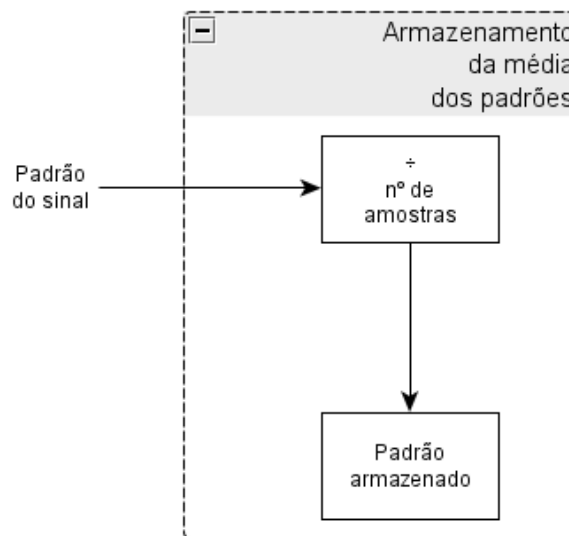 Armazenamento
da média
dos padrões
Padrão
do sinal
÷
nº de
amostras
Padrão
armazenado